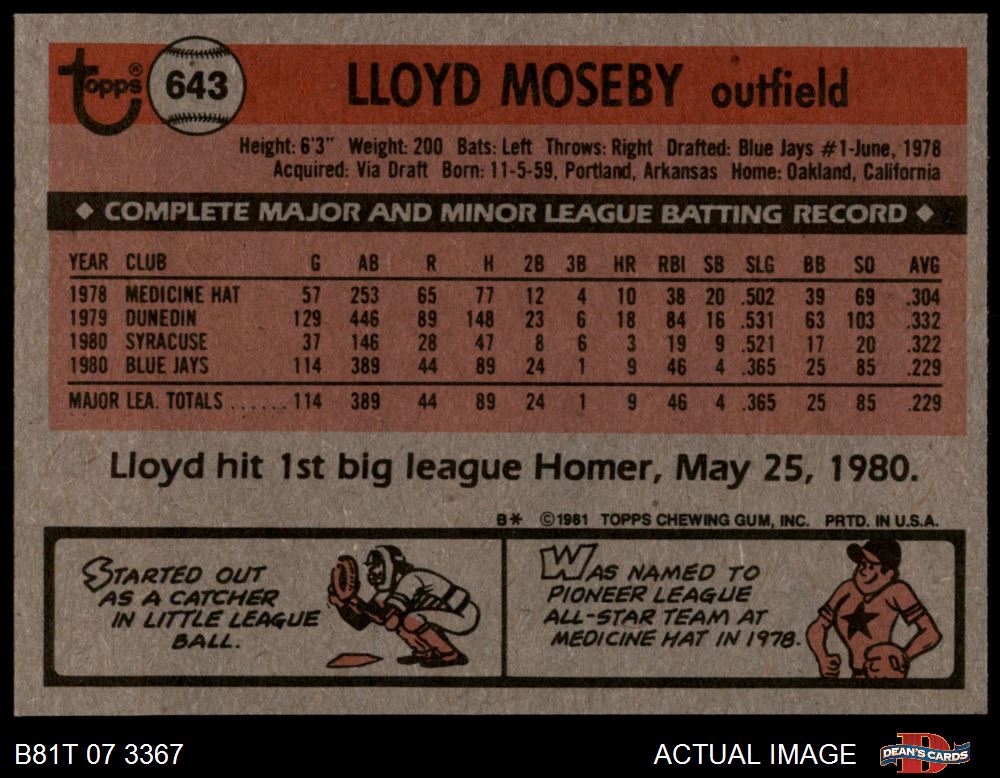 Topps®
643
LLOYD MOSEBY outfield
Height: 6'3" Weight: 200 Bats: Left Throws: Right Drafted: Blue Jays #1-June, 1978
Acquired: Via Draft Born: 11-5-59, Portland, Arkansas Home: Oakland, California
◆ COMPLETE MAJOR AND MINOR LEAGUE BATTING RECORD ◆
YEAR CLUB G AB R H 2B 3B HR RBI SB SLG BB SO AVG
1978 MEDICINE HAT 57 253 65 77 12 4 10 38 20 .502 39 69 .304
1979 DUNEDIN 129 446 89 148 23 6 18 84 16 .531 63 103 .332
1980 SYRACUSE 37 146 28 47 8 6 3 19 9 .521 17 20 .322
1980 BLUE JAYS 114 389 44 89 24 1 9 46 4 .365 25 85 .229
MAJOR LEA. TOTALS ...... 114 389 44 89 24 1 9 46 4 .365 25 85 .229
Lloyd hit 1st big league Homer, May 25, 1980.
B* ©1981 TOPPS CHEWING GUM, INC. PRTD. IN U.S.A.
STARTED OUT
AS A CATCHER
IN LITTLE LEAGUE
BALL.
WAS NAMED TO
PIONEER LEAGUE
ALL-STAR TEAM AT
MEDICINE HAT IN 1978.
B81T 07 3367
ACTUAL IMAGE
DEAN'S CARDS